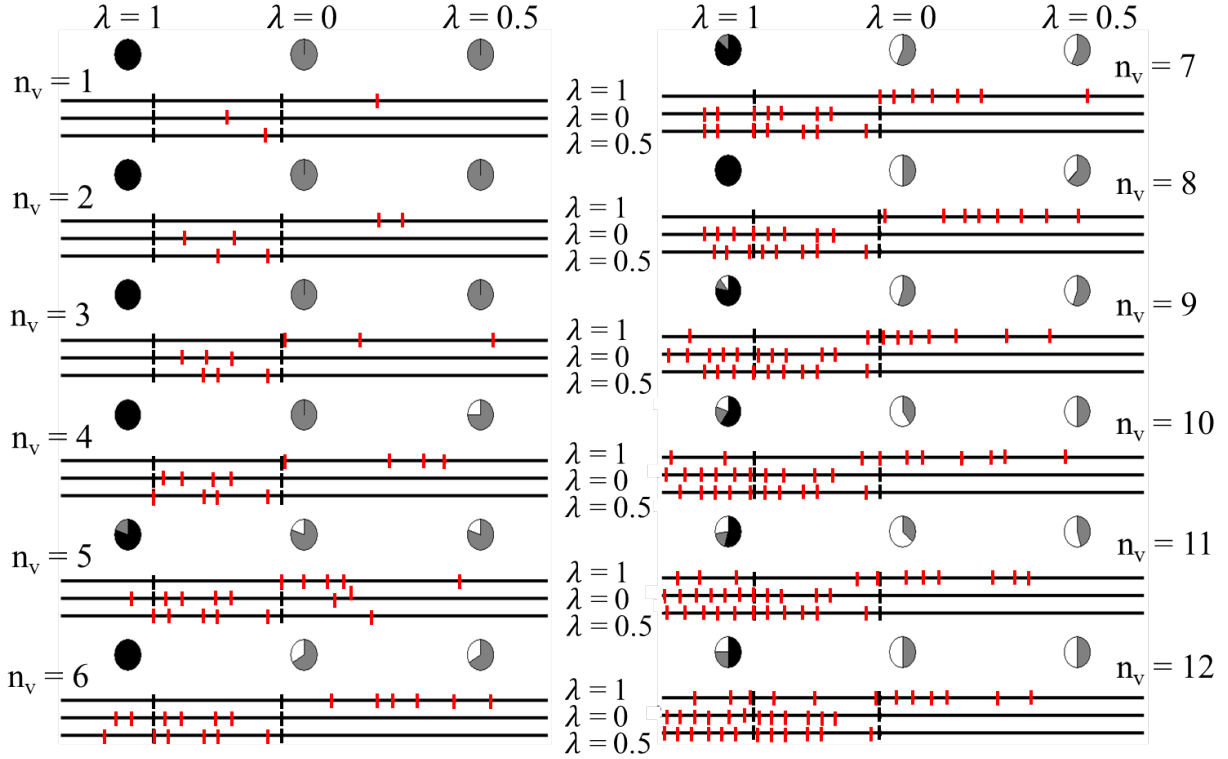 λ = 1 λ = 0 λ = 0.5 λ = 1 λ = 0 λ = 0.5
n_v = 1
λ = 1
λ = 0
λ = 0.5
n_v = 7
n_v = 2
λ = 1
λ = 0
λ = 0.5
n_v = 8
n_v = 3
λ = 1
λ = 0
λ = 0.5
n_v = 9
n_v = 4
λ = 1
λ = 0
λ = 0.5
n_v = 10
n_v = 5
λ = 1
λ = 0
λ = 0.5
n_v = 11
n_v = 6
λ = 1
λ = 0
λ = 0.5
n_v = 12